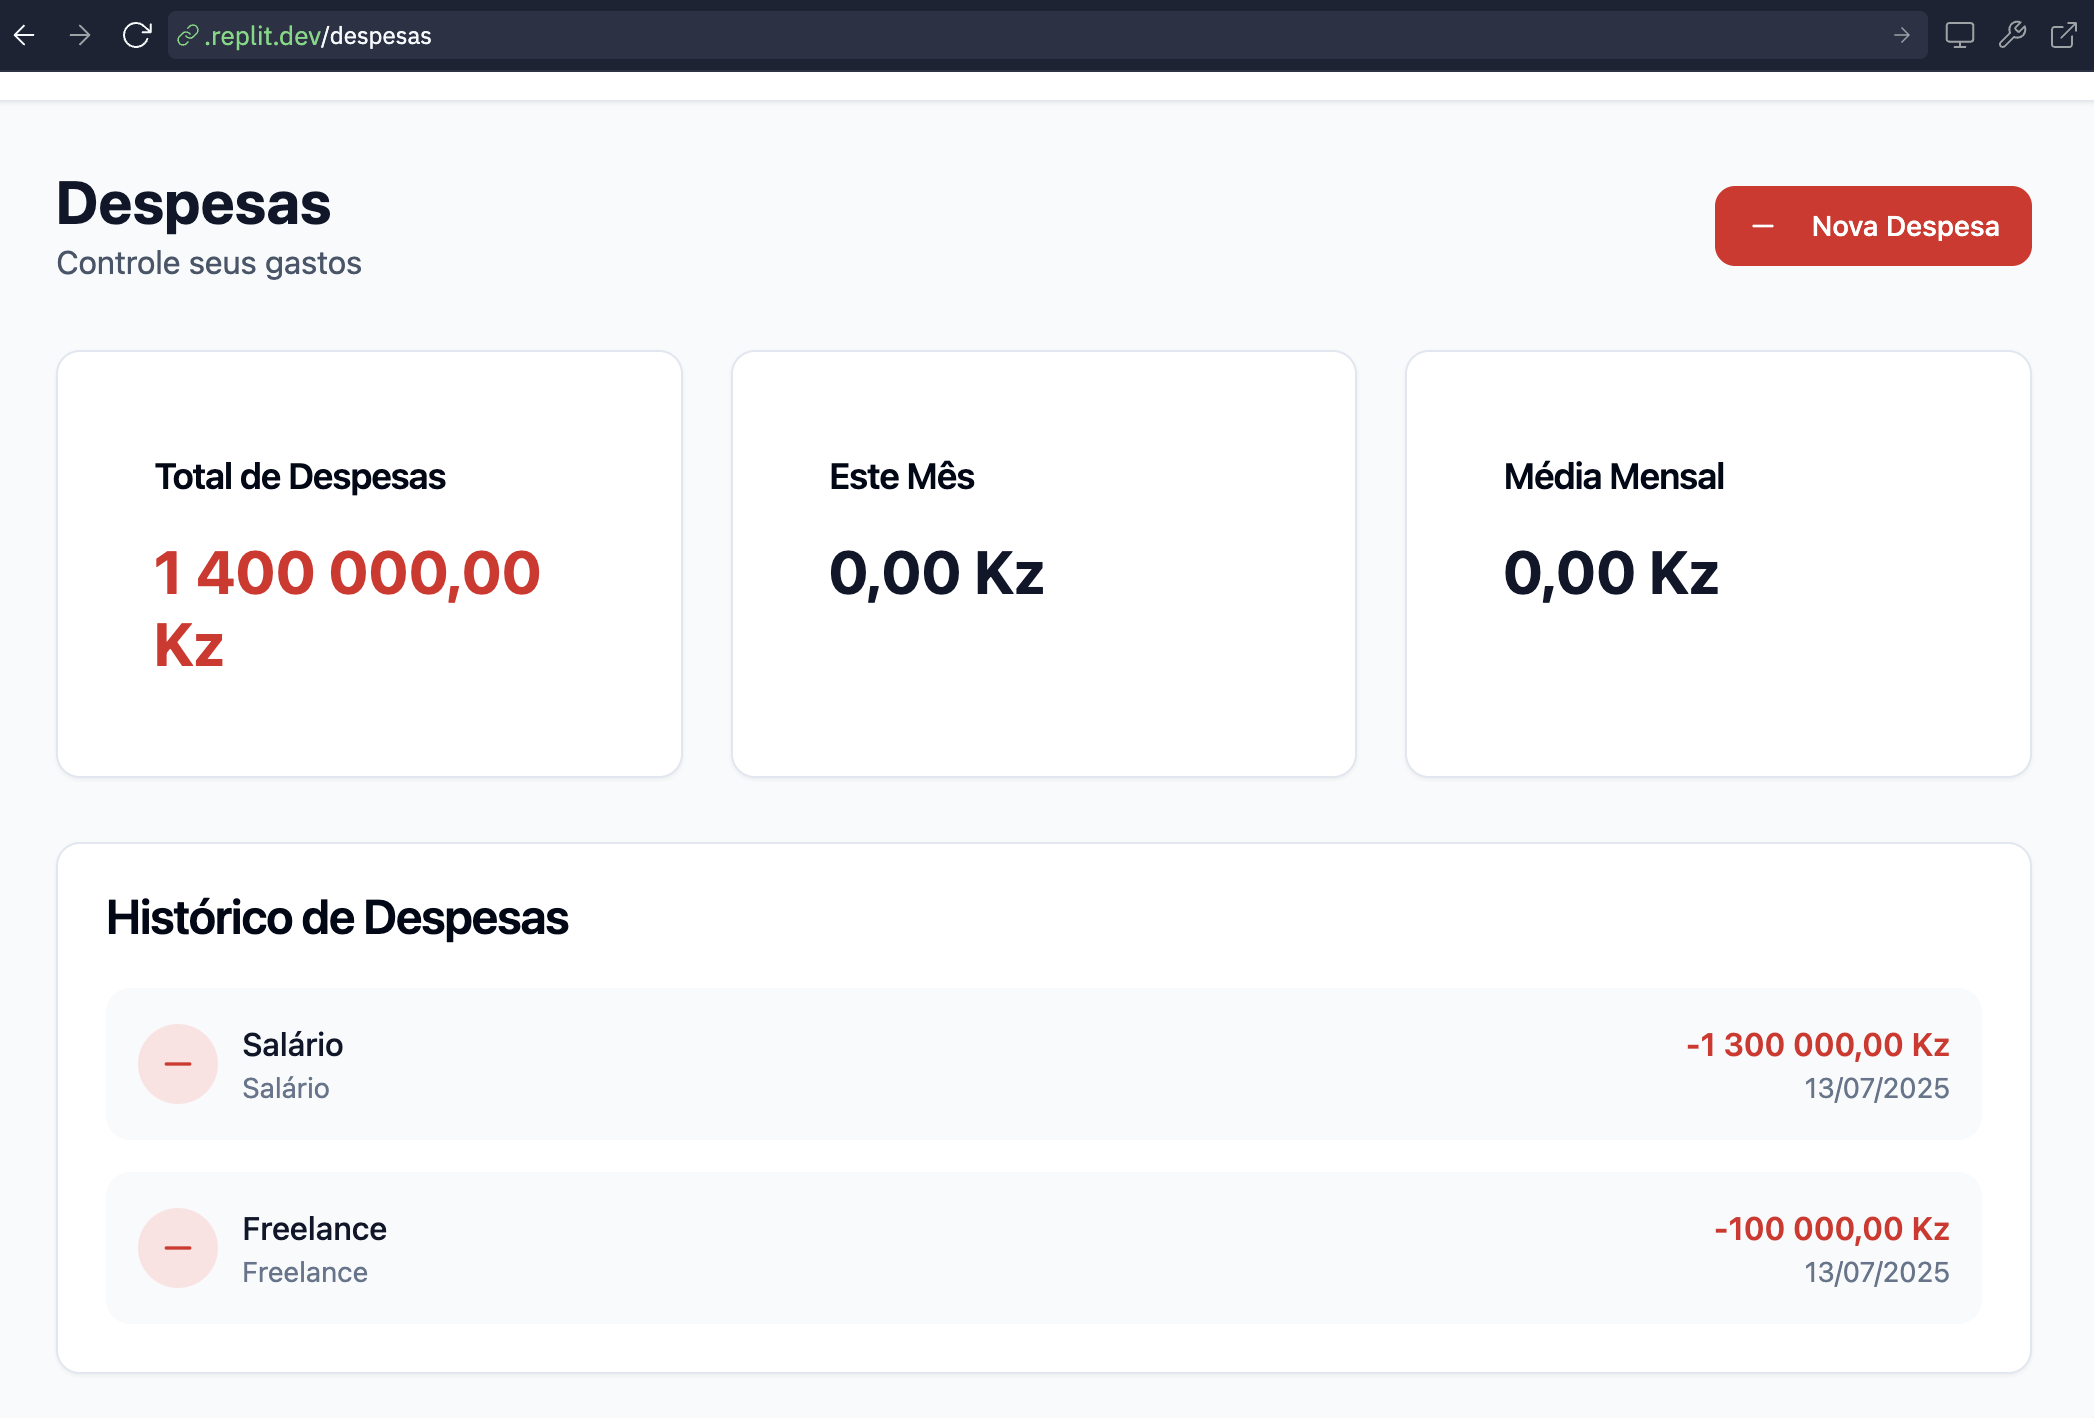 .replit.dev/despesas
Despesas
Controle seus gastos
Nova Despesa
Total de Despesas
1 400 000,00
Kz
Este Mês
0,00 Kz
Média Mensal
0,00 Kz
Histórico de Despesas
Salário
Salário
-1 300 000,00 Kz
13/07/2025
Freelance
Freelance
-100 000,00 Kz
13/07/2025